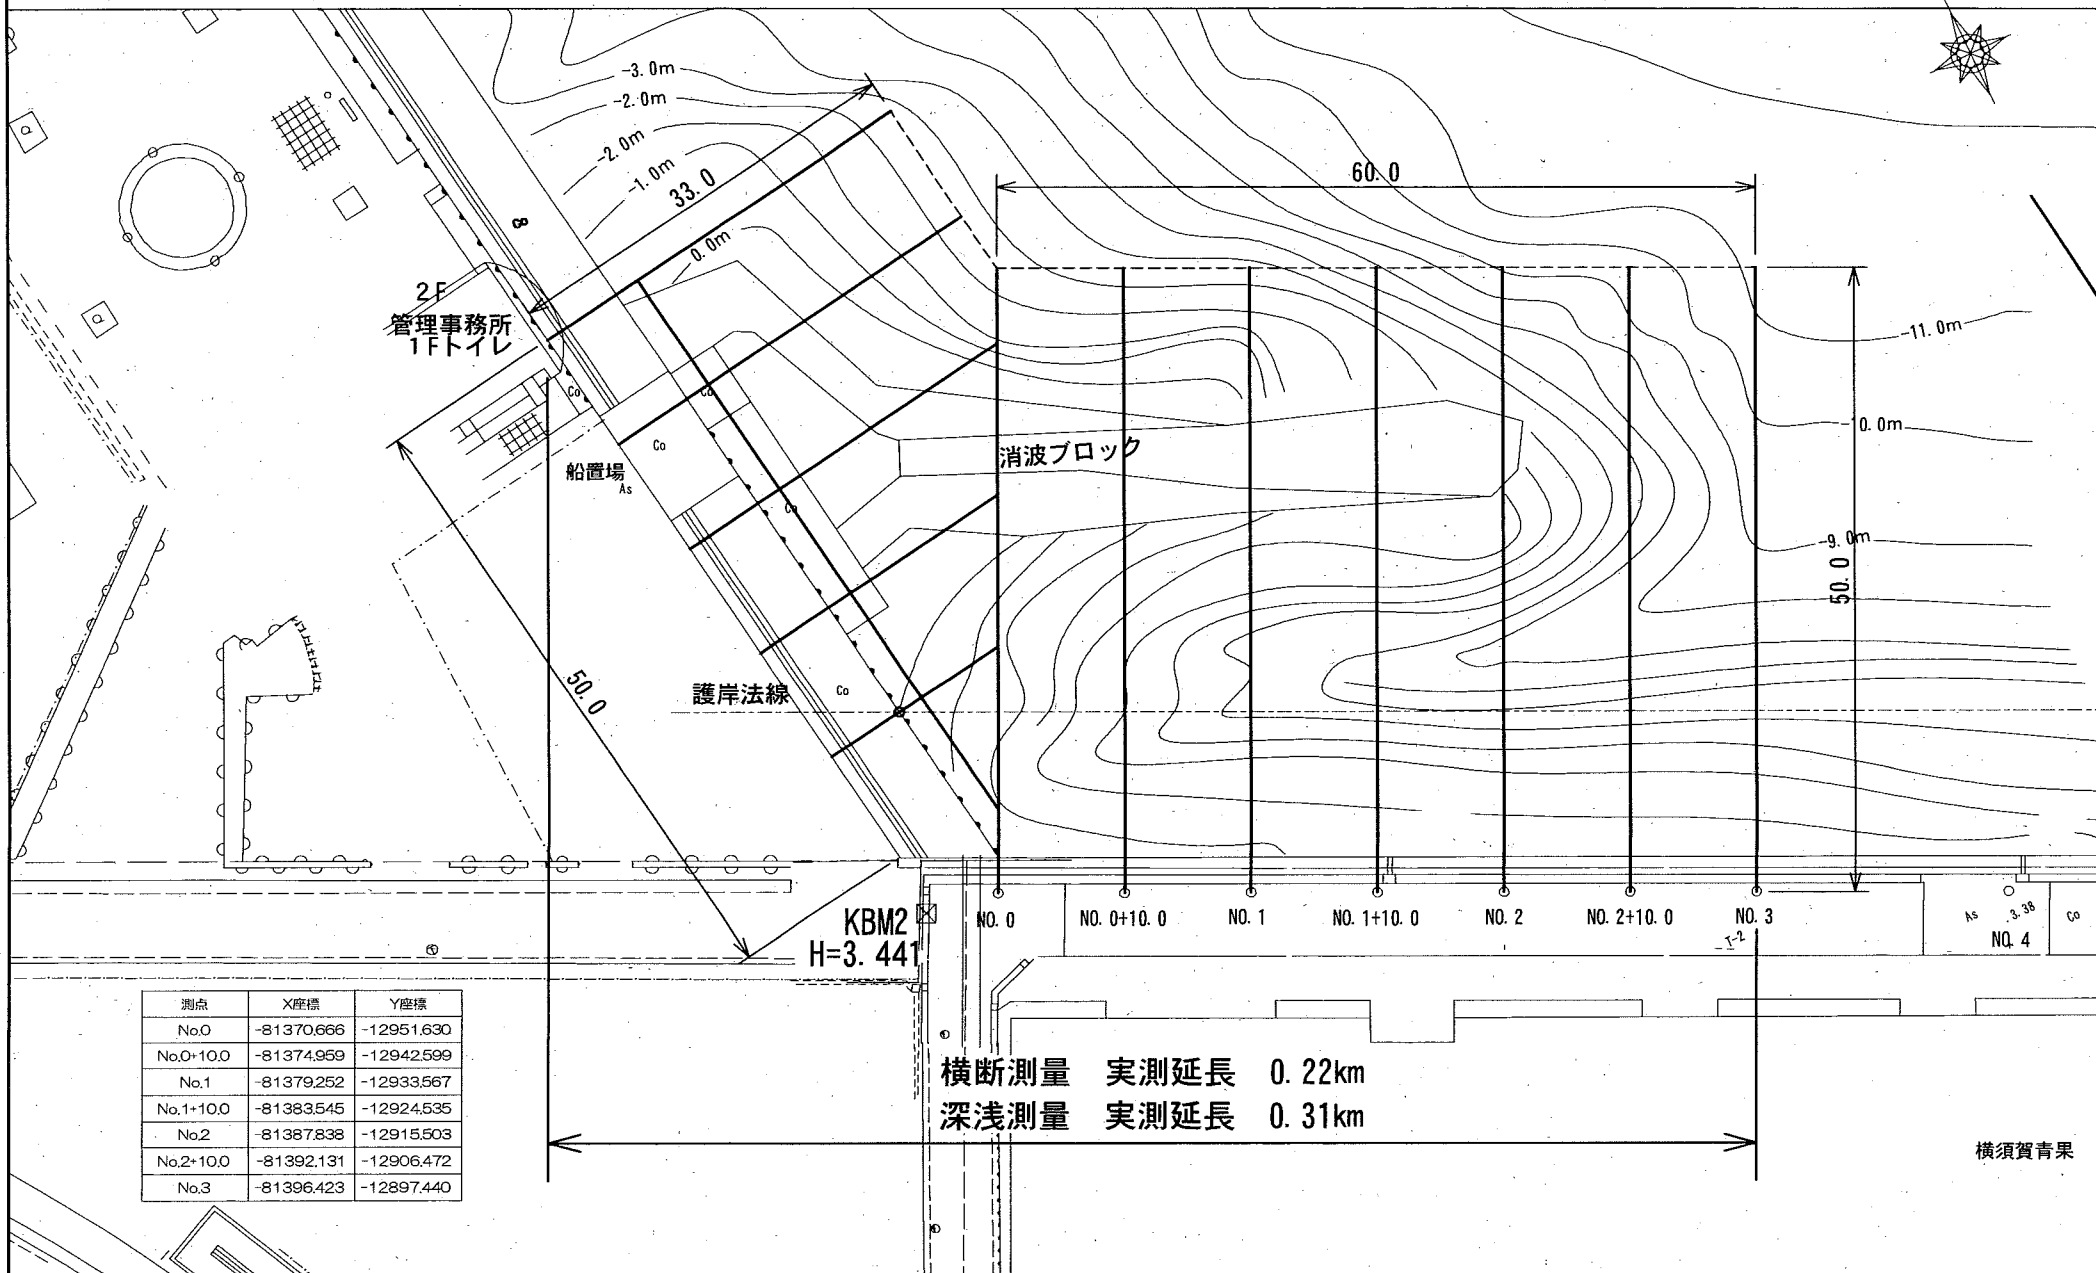 -3.0m
-2.0m
-2.0m
-1.0m
33.0
0.0m
60.0
2F
管理事務所
1Fトイレ
Co
Co
Co
Co
Co
船置場
As
消波ブロック
-11.0m
-10.0m
-9.0m
50.0
50.0
護岸法線
KBM2
H=3.441
NO.0
NO.0+10.0
NO.1
NO.1+10.0
NO.2
NO.2+10.0
NO.3
T-2
As
3.38
Co
NO.4
測点 X座標 Y座標
No.0 -81370.666 -12951.630
No.0+10.0 -81374.959 -12942.599
No.1 -81379.252 -12933.567
No.1+10.0 -81383.545 -12924.535
No.2 -81387.838 -12915.503
No.2+10.0 -81392.131 -12906.472
No.3 -81396.423 -12897.440
横断測量 実測延長 0.22km
深浅測量 実測延長 0.31km
横須賀青果